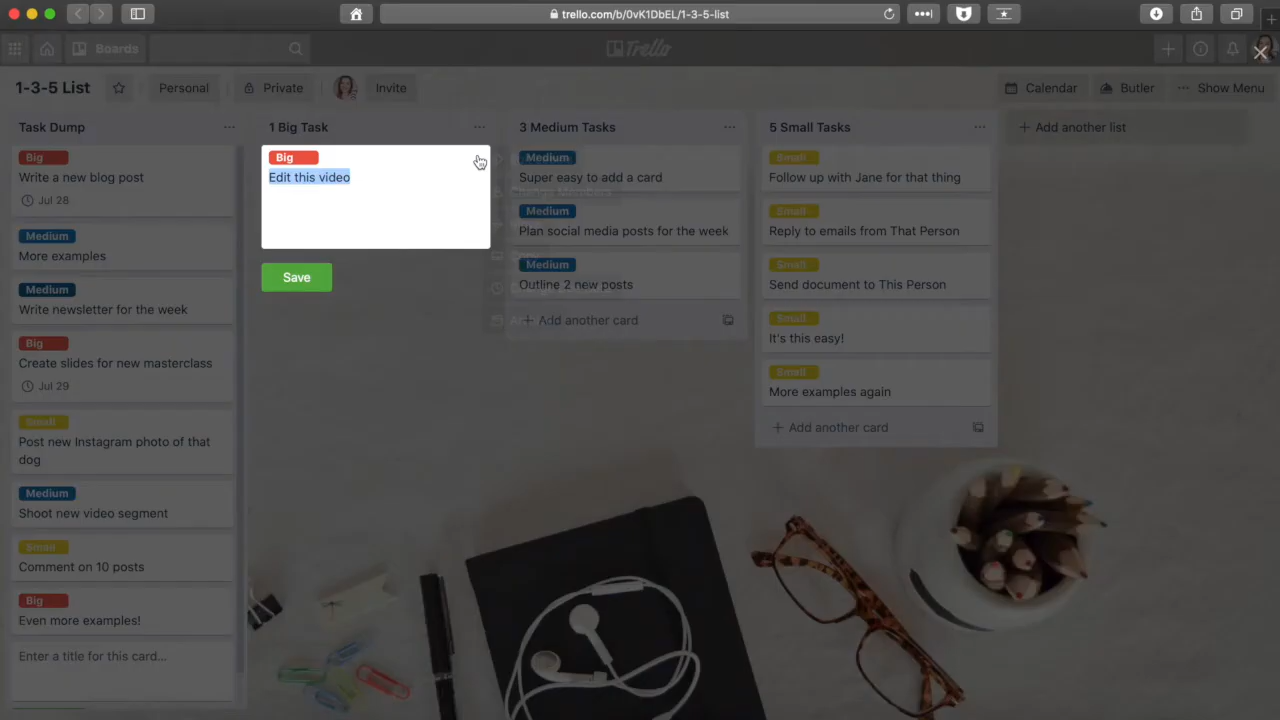 trello.com/b/0vK1DbEL/1-3-5-list
Boards
Trello
1-3-5 List
Personal
Private
Invite
Calendar
Butler
Show Menu
Task Dump
Big
Write a new blog post
Jul 28
Medium
More examples
Medium
Write newsletter for the week
Big
Create slides for new masterclass
Jul 29
Small
Post new Instagram photo of that
dog
Medium
Shoot new video segment
Small
Comment on 10 posts
Big
Even more examples!
Enter a title for this card...
1 Big Task
Big
Edit this video
Save
Change Members
3 Medium Tasks
Medium
Super easy to add a card
Medium
Plan social media posts for the week
Medium
Outline 2 new posts
Add another card
5 Small Tasks
Small
Follow up with Jane for that thing
Small
Reply to emails from That Person
Small
Send document to This Person
Small
It's this easy!
Small
More examples again
Add another card
Add another list